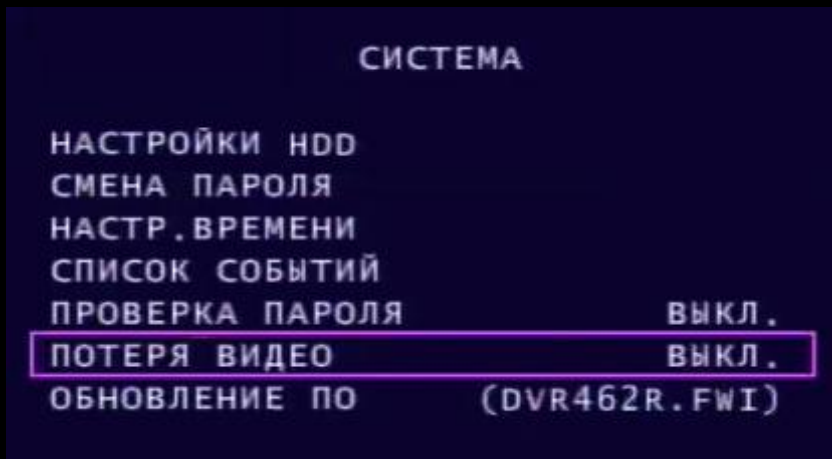 СИСТЕМА
НАСТРОЙКИ HDD
СМЕНА ПАРОЛЯ
НАСТР.ВРЕМЕНИ
СПИСОК СОБЫТИЙ
ПРОВЕРКА ПАРОЛЯ ВЫКЛ.
ПОТЕРЯ ВИДЕО ВЫКЛ.
ОБНОВЛЕНИЕ ПО (DVR462R.FWI)